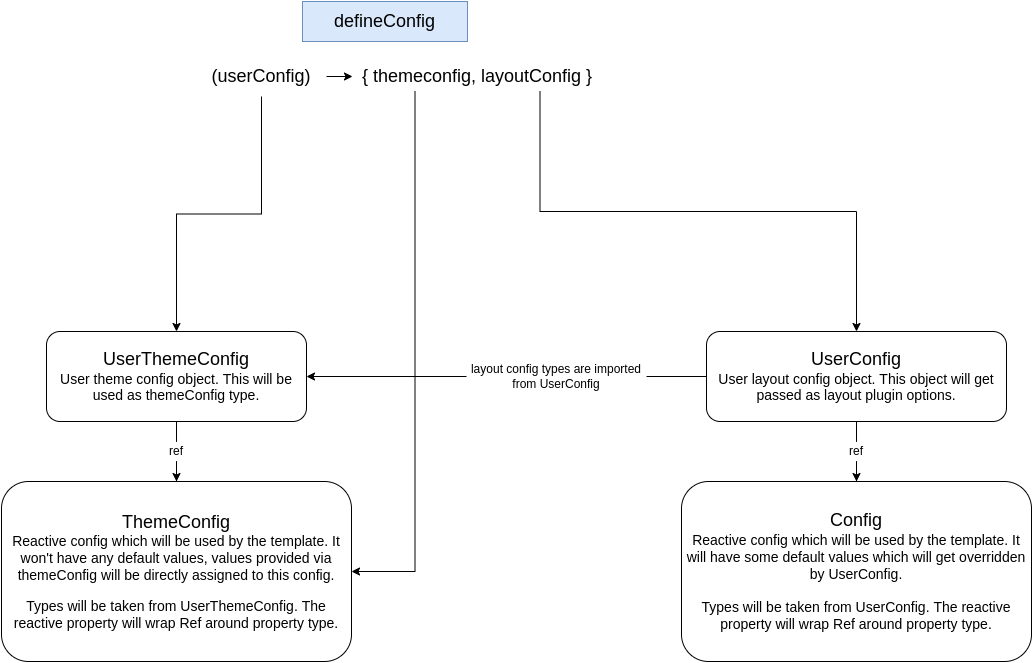 defineConfig
(userConfig)
{ themeconfig, layoutConfig }
UserThemeConfig
User theme config object. This will be
used as themeConfig type.
layout config types are imported
from UserConfig
UserConfig
User layout config object. This object will get
passed as layout plugin options.
ref
ref
ThemeConfig
Reactive config which will be used by the template. It
won't have any default values, values provided via
themeConfig will be directly assigned to this config.
Types will be taken from UserThemeConfig. The
reactive property will wrap Ref around property type.
Config
Reactive config which will be used by the template. It
will have some default values which will get overridden
by UserConfig.
Types will be taken from UserConfig. The reactive
property will wrap Ref around property type.